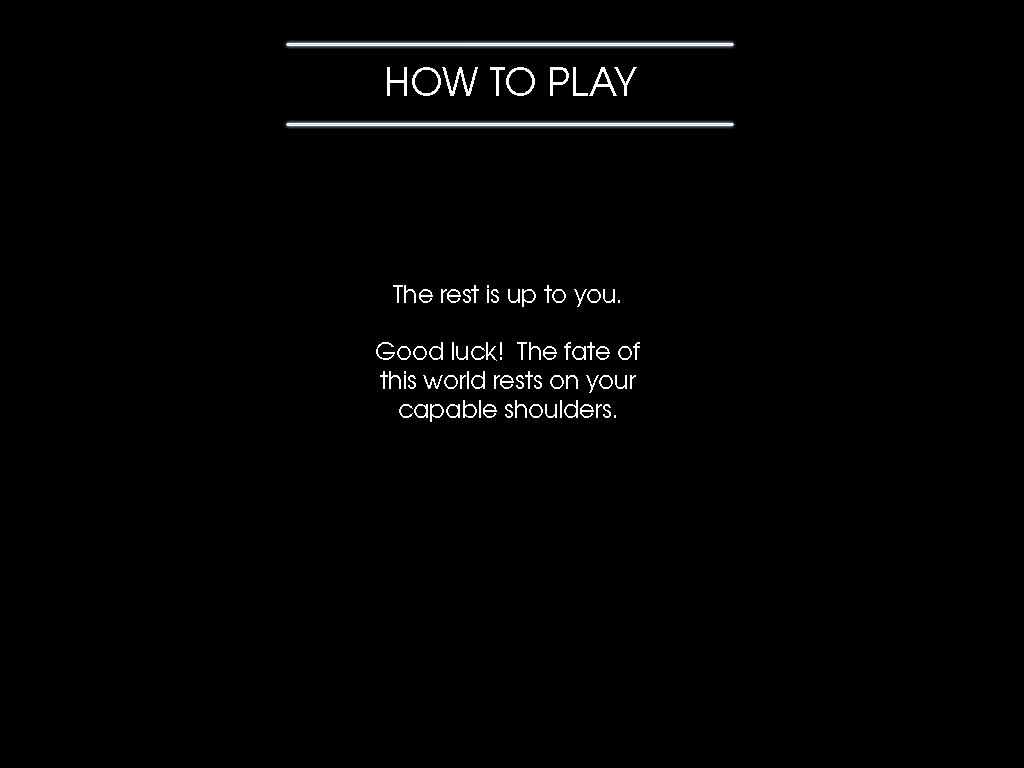 HOW TO PLAY
The rest is up to you.
Good luck!  The fate of
this world rests on your
capable shoulders.